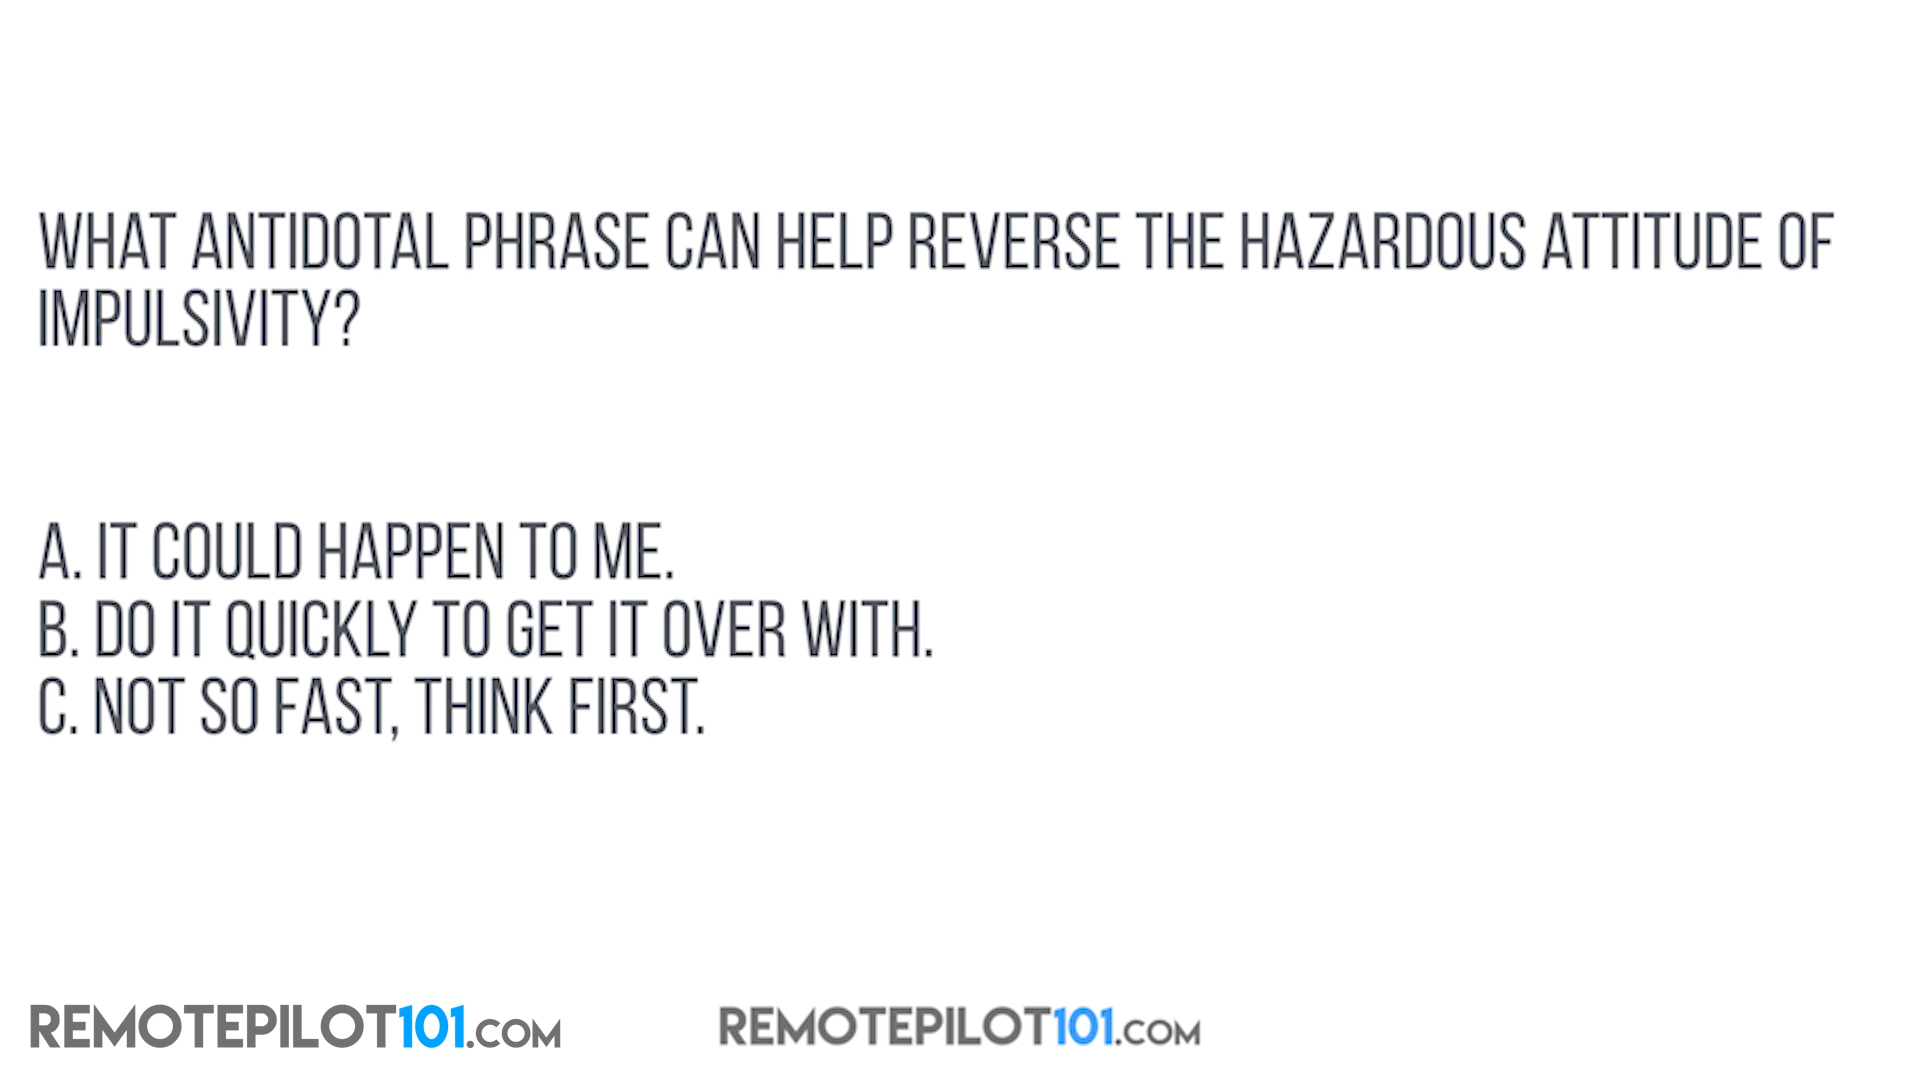 WHAT ANTIDOTAL PHRASE CAN HELP REVERSE THE HAZARDOUS ATTITUDE OF
IMPULSIVITY?
A. IT COULD HAPPEN TO ME.
B. DO IT QUICKLY TO GET IT OVER WITH.
C. NOT SO FAST, THINK FIRST.
REMOTEPILOT101.COM
REMOTEPILOT101.COM